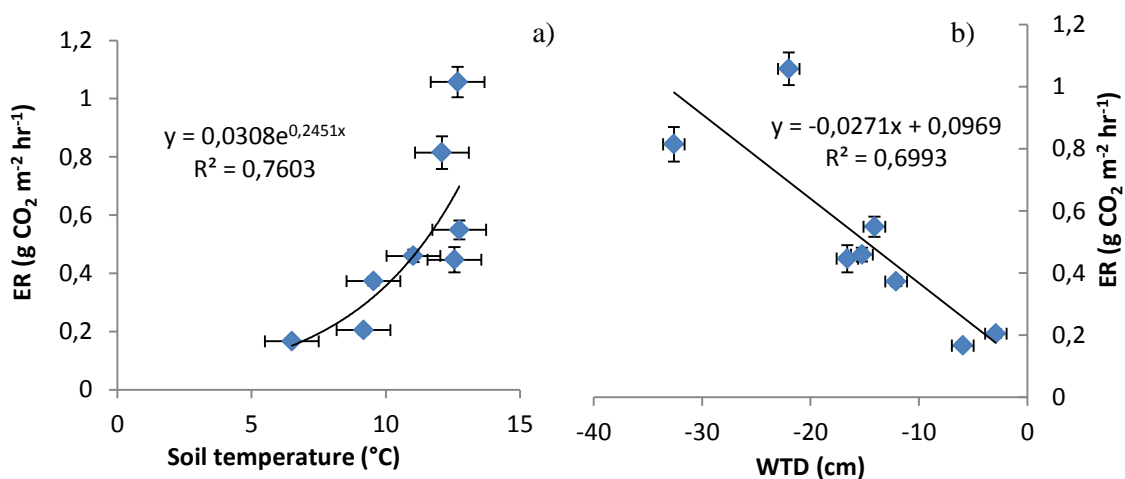 a)
1,2
1
0,8
0,6
0,4
0,2
0
ER (g CO₂ m⁻² hr⁻¹)
y = 0,0308e^0,2451x
R² = 0,7603
0 5 10 15
Soil temperature (°C)
b)
1,2
1
0,8
0,6
0,4
0,2
0
ER (g CO₂ m⁻² hr⁻¹)
y = -0,0271x + 0,0969
R² = 0,6993
-40 -30 -20 -10 0
WTD (cm)